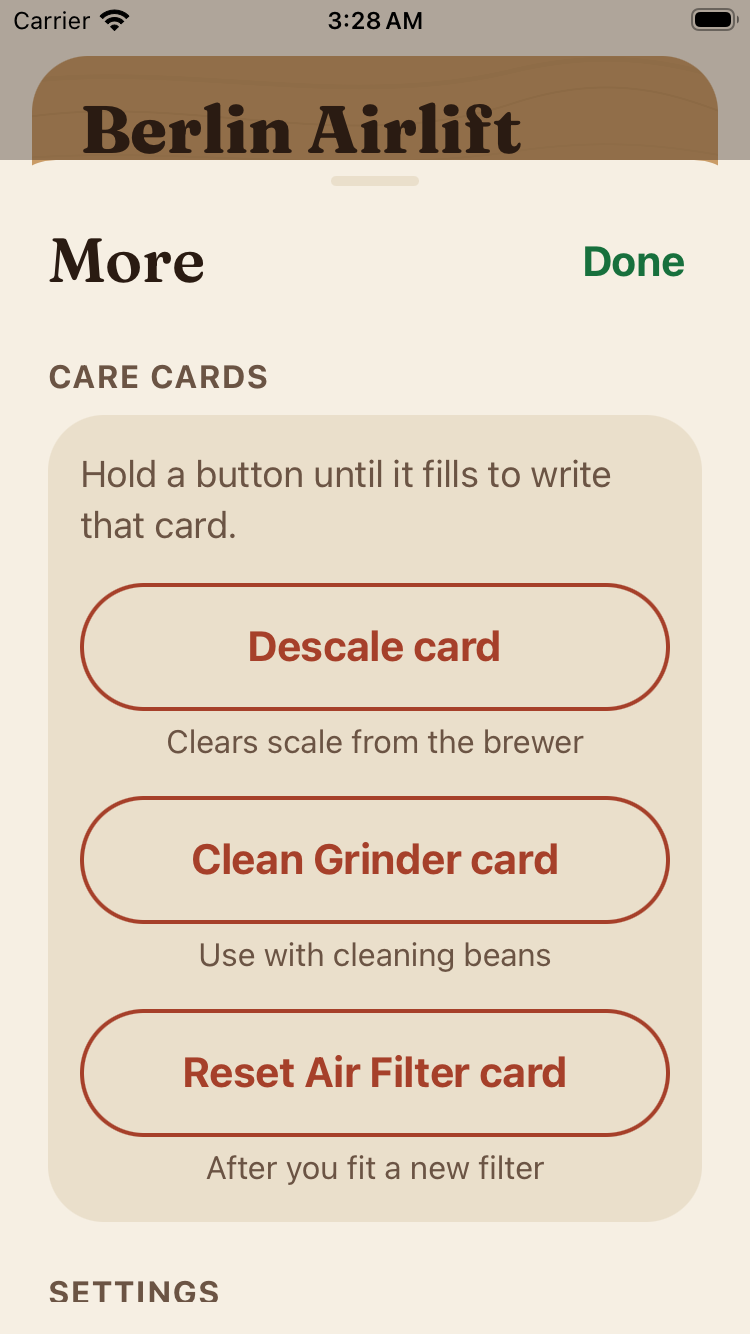 Carrier 3:28 AM
Berlin Airlift
More
Done
CARE CARDS
Hold a button until it fills to write
that card.
Descale card
Clears scale from the brewer
Clean Grinder card
Use with cleaning beans
Reset Air Filter card
After you fit a new filter
SETTINGS